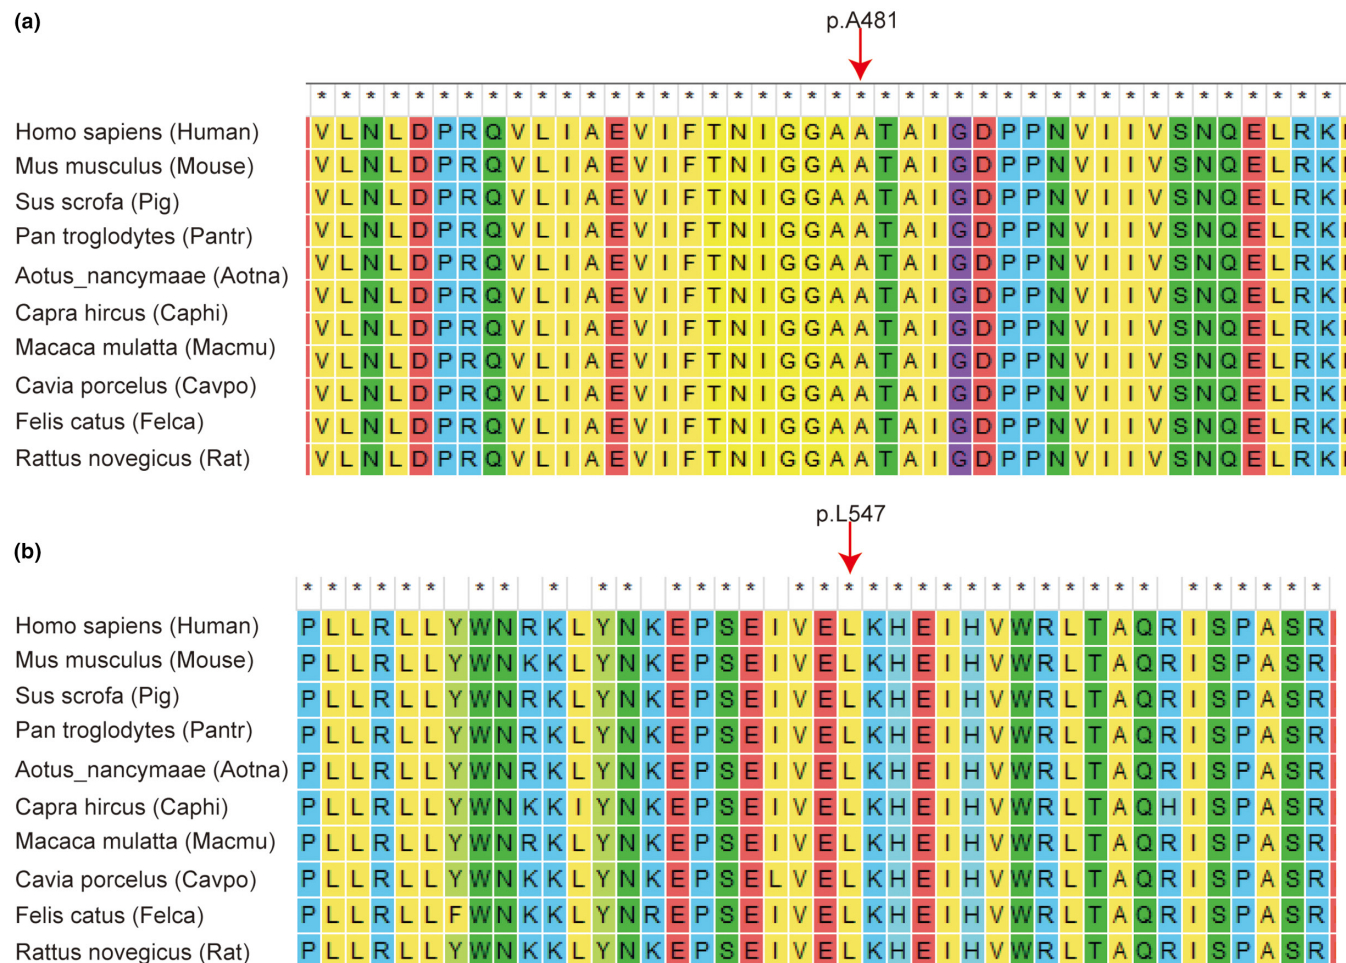 (a)
p.A481
* * * * * * * * * * * * * * * * * * * * * * * * * * * * * * * * * * * * * * * * * *
Homo sapiens (Human) V L N L D P R Q V L I A E V I F T N I G G A A T A I G D P P N V I I V S N Q E L R K
Mus musculus (Mouse) V L N L D P R Q V L I A E V I F T N I G G A A T A I G D P P N V I I V S N Q E L R K
Sus scrofa (Pig) V L N L D P R Q V L I A E V I F T N I G G A A T A I G D P P N V I I V S N Q E L R K
Pan troglodytes (Pantr) V L N L D P R Q V L I A E V I F T N I G G A A T A I G D P P N V I I V S N Q E L R K
Aotus_nancymaae (Aotna) V L N L D P R Q V L I A E V I F T N I G G A A T A I G D P P N V I I V S N Q E L R K
Capra hircus (Caphi) V L N L D P R Q V L I A E V I F T N I G G A A T A I G D P P N V I I V S N Q E L R K
Macaca mulatta (Macmu) V L N L D P R Q V L I A E V I F T N I G G A A T A I G D P P N V I I V S N Q E L R K
Cavia porcelus (Cavpo) V L N L D P R Q V L I A E V I F T N I G G A A T A I G D P P N V I I V S N Q E L R K
Felis catus (Felca) V L N L D P R Q V L I A E V I F T N I G G A A T A I G D P P N V I I V S N Q E L R K
Rattus novegicus (Rat) V L N L D P R Q V L I A E V I F T N I G G A A T A I G D P P N V I I V S N Q E L R K
V L N L D P R Q V L I A E V I F T N I G G A A T A I G D P P N V I I V S N Q E L R K
(b)
p.L547
* * * * * * * * * * * * * * * * * * * * * * * * * * * * * * * * * * * *
Homo sapiens (Human) P L L R L L Y W N R K L Y N K E P S E I V E L K H E I H V W R L T A Q R I S P A S R
Mus musculus (Mouse) P L L R L L Y W N K K L Y N K E P S E I V E L K H E I H V W R L T A Q R I S P A S R
Sus scrofa (Pig) P L L R L L Y W N R K L Y N K E P S E I V E L K H E I H V W R L T A Q R I S P A S R
Pan troglodytes (Pantr) P L L R L L Y W N R K L Y N K E P S E I V E L K H E I H V W R L T A Q R I S P A S R
Aotus_nancymaae (Aotna) P L L R L L Y W N R K L Y N K E P S E I V E L K H E I H V W R L T A Q R I S P A S R
Capra hircus (Caphi) P L L R L L Y W N K K I Y N K E P S E I V E L K H E I H V W R L T A Q H I S P A S R
Macaca mulatta (Macmu) P L L R L L Y W N R K L Y N K E P S E I V E L K H E I H V W R L T A Q R I S P A S R
Cavia porcelus (Cavpo) P L L R L L Y W N K K L Y N K E P S E L V E L K H E I H V W R L T A Q R I S P A S R
Felis catus (Felca) P L L R L L F W N K K L Y N R E P S E I V E L K H E I H V W R L T A Q R I S P A S R
Rattus novegicus (Rat) P L L R L L Y W N K K L Y N K E P S E I V E L K H E I H V W R L T A Q R I S P A S R